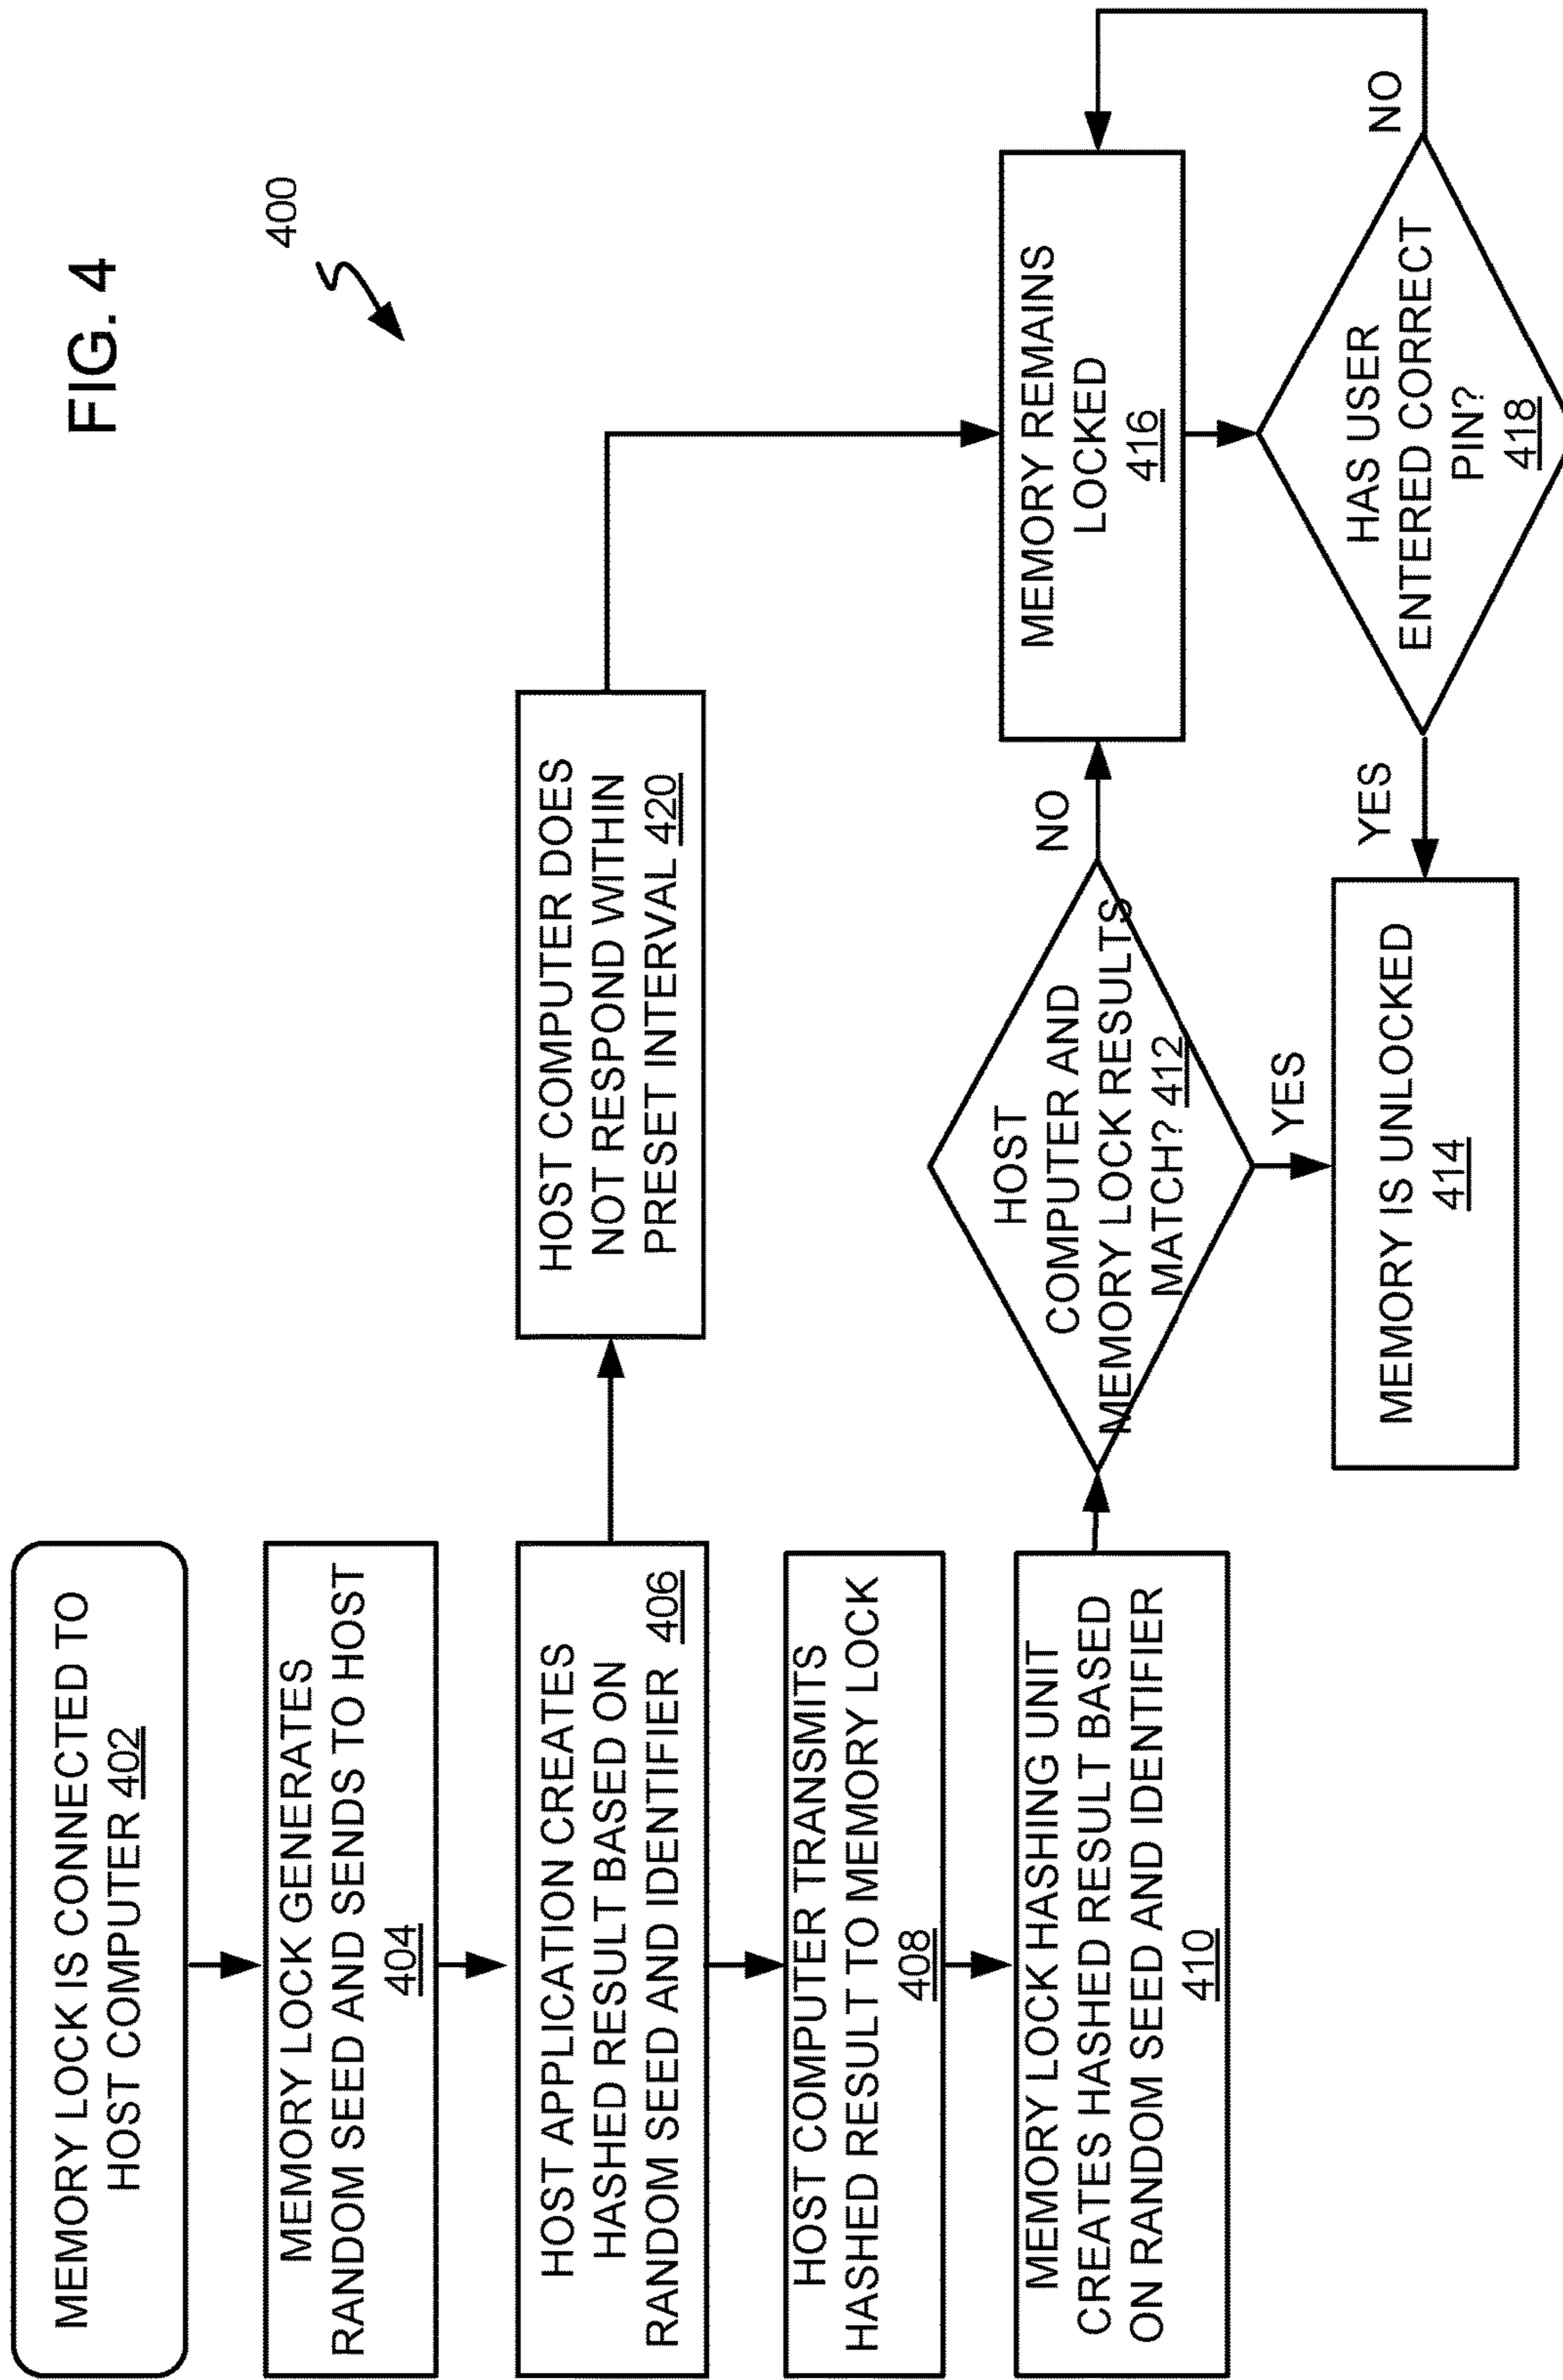 FIG. 4
400
MEMORY LOCK IS CONNECTED TO
HOST COMPUTER 402
MEMORY LOCK GENERATES
RANDOM SEED AND SENDS TO HOST
404
HOST APPLICATION CREATES
HASHED RESULT BASED ON
RANDOM SEED AND IDENTIFIER 406
HOST COMPUTER DOES
NOT RESPOND WITHIN
PRESET INTERVAL 420
HOST COMPUTER TRANSMITS
HASHED RESULT TO MEMORY LOCK
408
MEMORY LOCK HASHING UNIT
CREATES HASHED RESULT BASED
ON RANDOM SEED AND IDENTIFIER
410
HOST
COMPUTER AND
MEMORY LOCK RESULTS
MATCH? 412
NO
YES
MEMORY REMAINS
LOCKED
416
MEMORY IS UNLOCKED
414
YES
HAS USER
ENTERED CORRECT
PIN?
418
NO